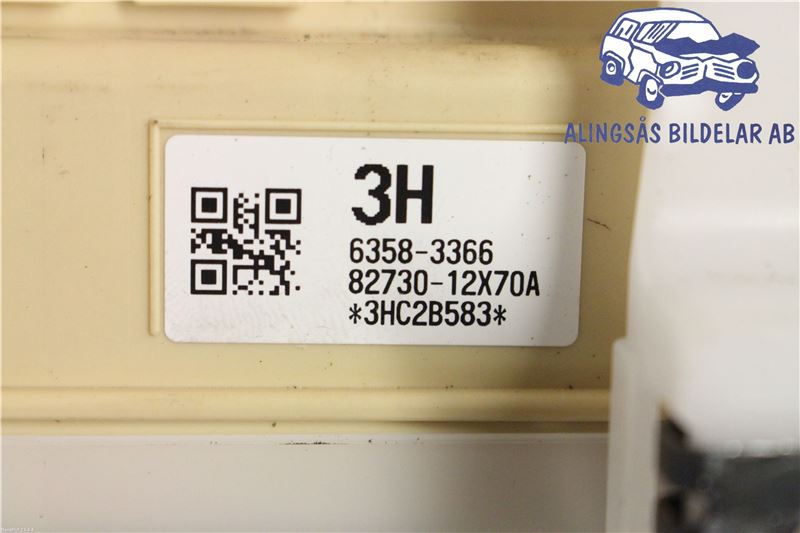 ALINGSÅS BILDELAR AB
3H
6358-3366
82730-12X70A
*3HC2B583*